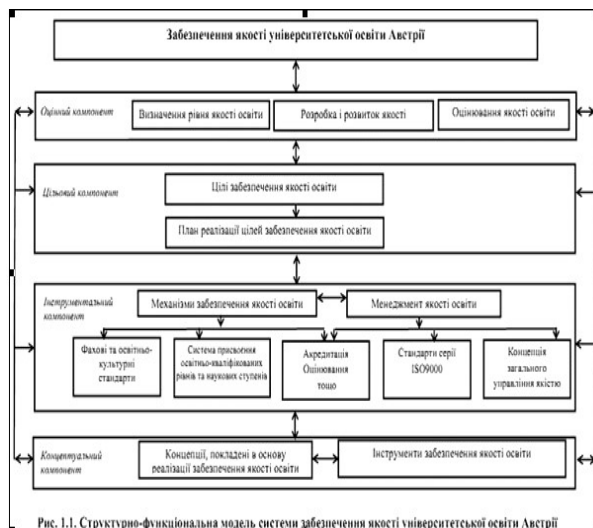 Забезпечення якості університетської освіти Австрії
Оцінний компонент
Визначення рівня якості освіти
Розробка і розвиток якості
Оцінювання якості освіти
Цільовий компонент
Цілі забезпечення якості освіти
План реалізації цілей забезпечення якості освіти
Інструментальний
компонент
Механізми забезпечення якості освіти
Менеджмент якості освіти
Фахові та освітньо-
культурні
стандарти
Система присвоєння
освітньо-кваліфікованих
рівнів та наукових ступенів
Акредитація
Оцінювання
тощо
Стандарти серії
ISO9000
Концепція
загального
управління якістю
Концептуальний
компонент
Концепції, покладені в основу
реалізації забезпечення якості освіти
Інструменти забезпечення якості освіти
Рис. 1.1. Структурно-функціональна модель системи забезпечення якості університетської освіти Австрії